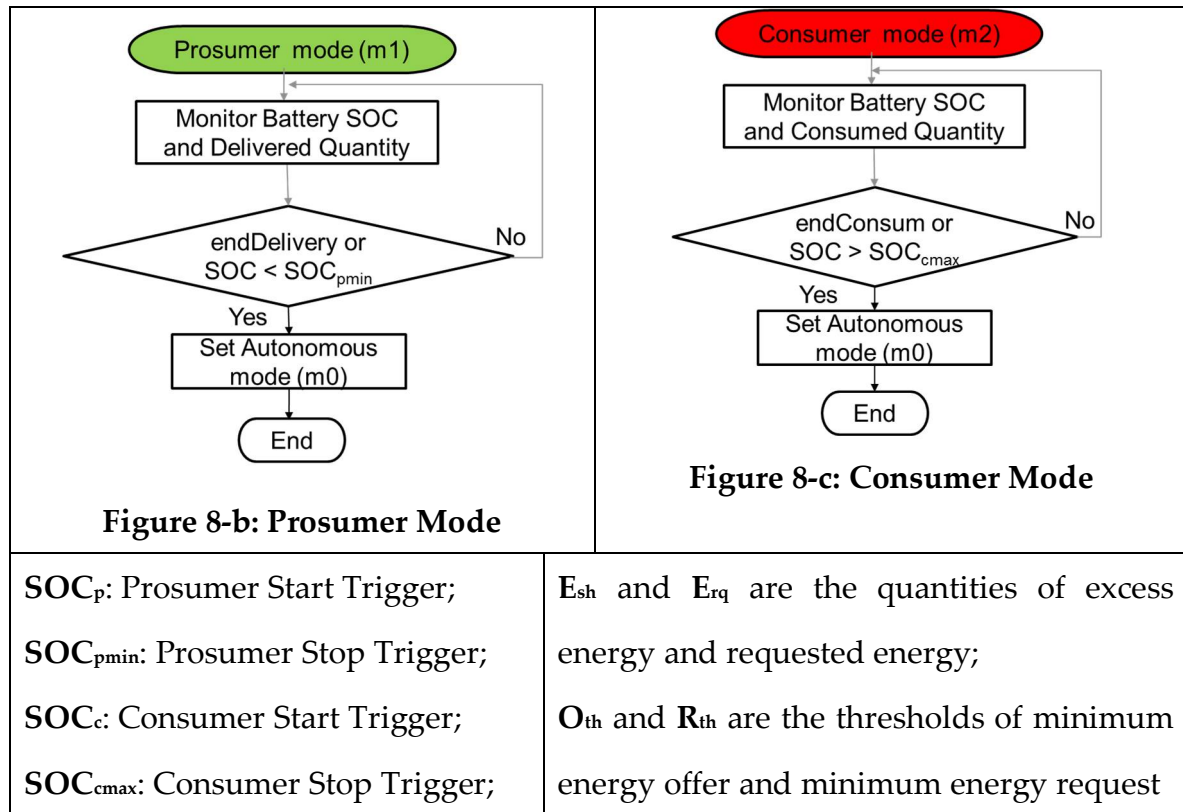 Prosumer mode (m1)
Monitor Battery SOC
and Delivered Quantity
endDelivery or
SOC < SOCpmin
No
Yes
Set Autonomous
mode (m0)
End
Figure 8-b: Prosumer Mode
Consumer mode (m2)
Monitor Battery SOC
and Consumed Quantity
endConsum or
SOC > SOCcmax
No
Yes
Set Autonomous
mode (m0)
End
Figure 8-c: Consumer Mode
SOCp: Prosumer Start Trigger;
SOCpmin: Prosumer Stop Trigger;
SOCc: Consumer Start Trigger;
SOCcmax: Consumer Stop Trigger;
Esh and Erq are the quantities of excess
energy and requested energy;
Oth and Rth are the thresholds of minimum
energy offer and minimum energy request